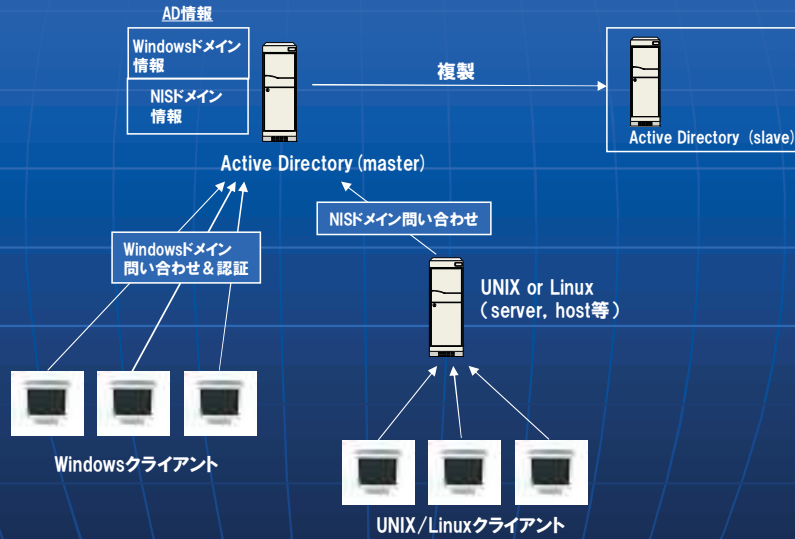 AD情報
Windowsドメイン
情報
NISドメイン
情報
複製
Active Directory (slave)
Active Directory (master)
NISドメイン問い合わせ
Windowsドメイン
問い合わせ＆認証
UNIX or Linux
（server, host等）
Windowsクライアント
UNIX/Linuxクライアント